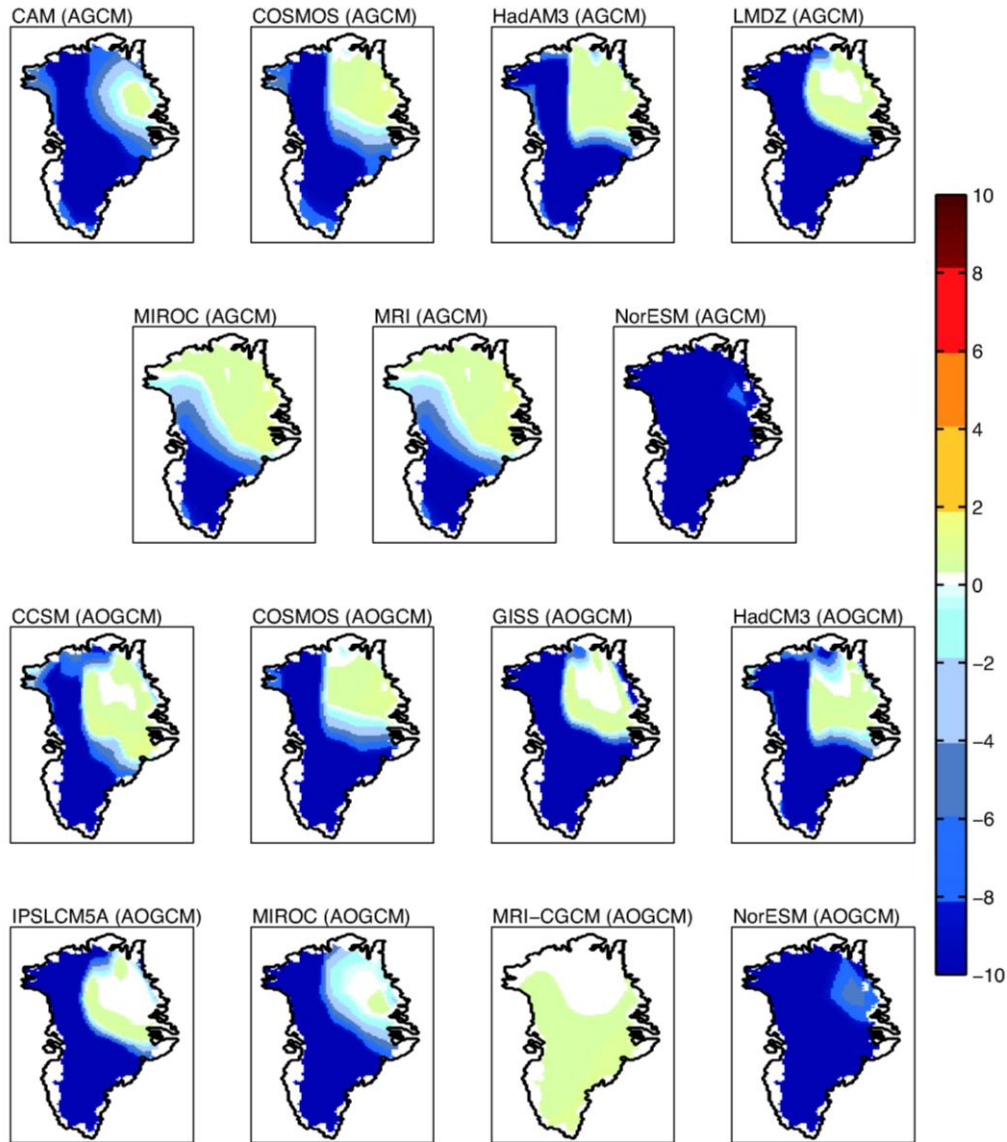 CAM (AGCM) COSMOS (AGCM) HadAM3 (AGCM) LMDZ (AGCM)
10
8
MIROC (AGCM) MRI (AGCM) NorESM (AGCM)
6
4
2
0
CCSM (AOGCM) COSMOS (AOGCM) GISS (AOGCM) HadCM3 (AOGCM)
−2
−4
−6
−8
IPSLCM5A (AOGCM) MIROC (AOGCM) MRI−CGCM (AOGCM) NorESM (AOGCM)
−10